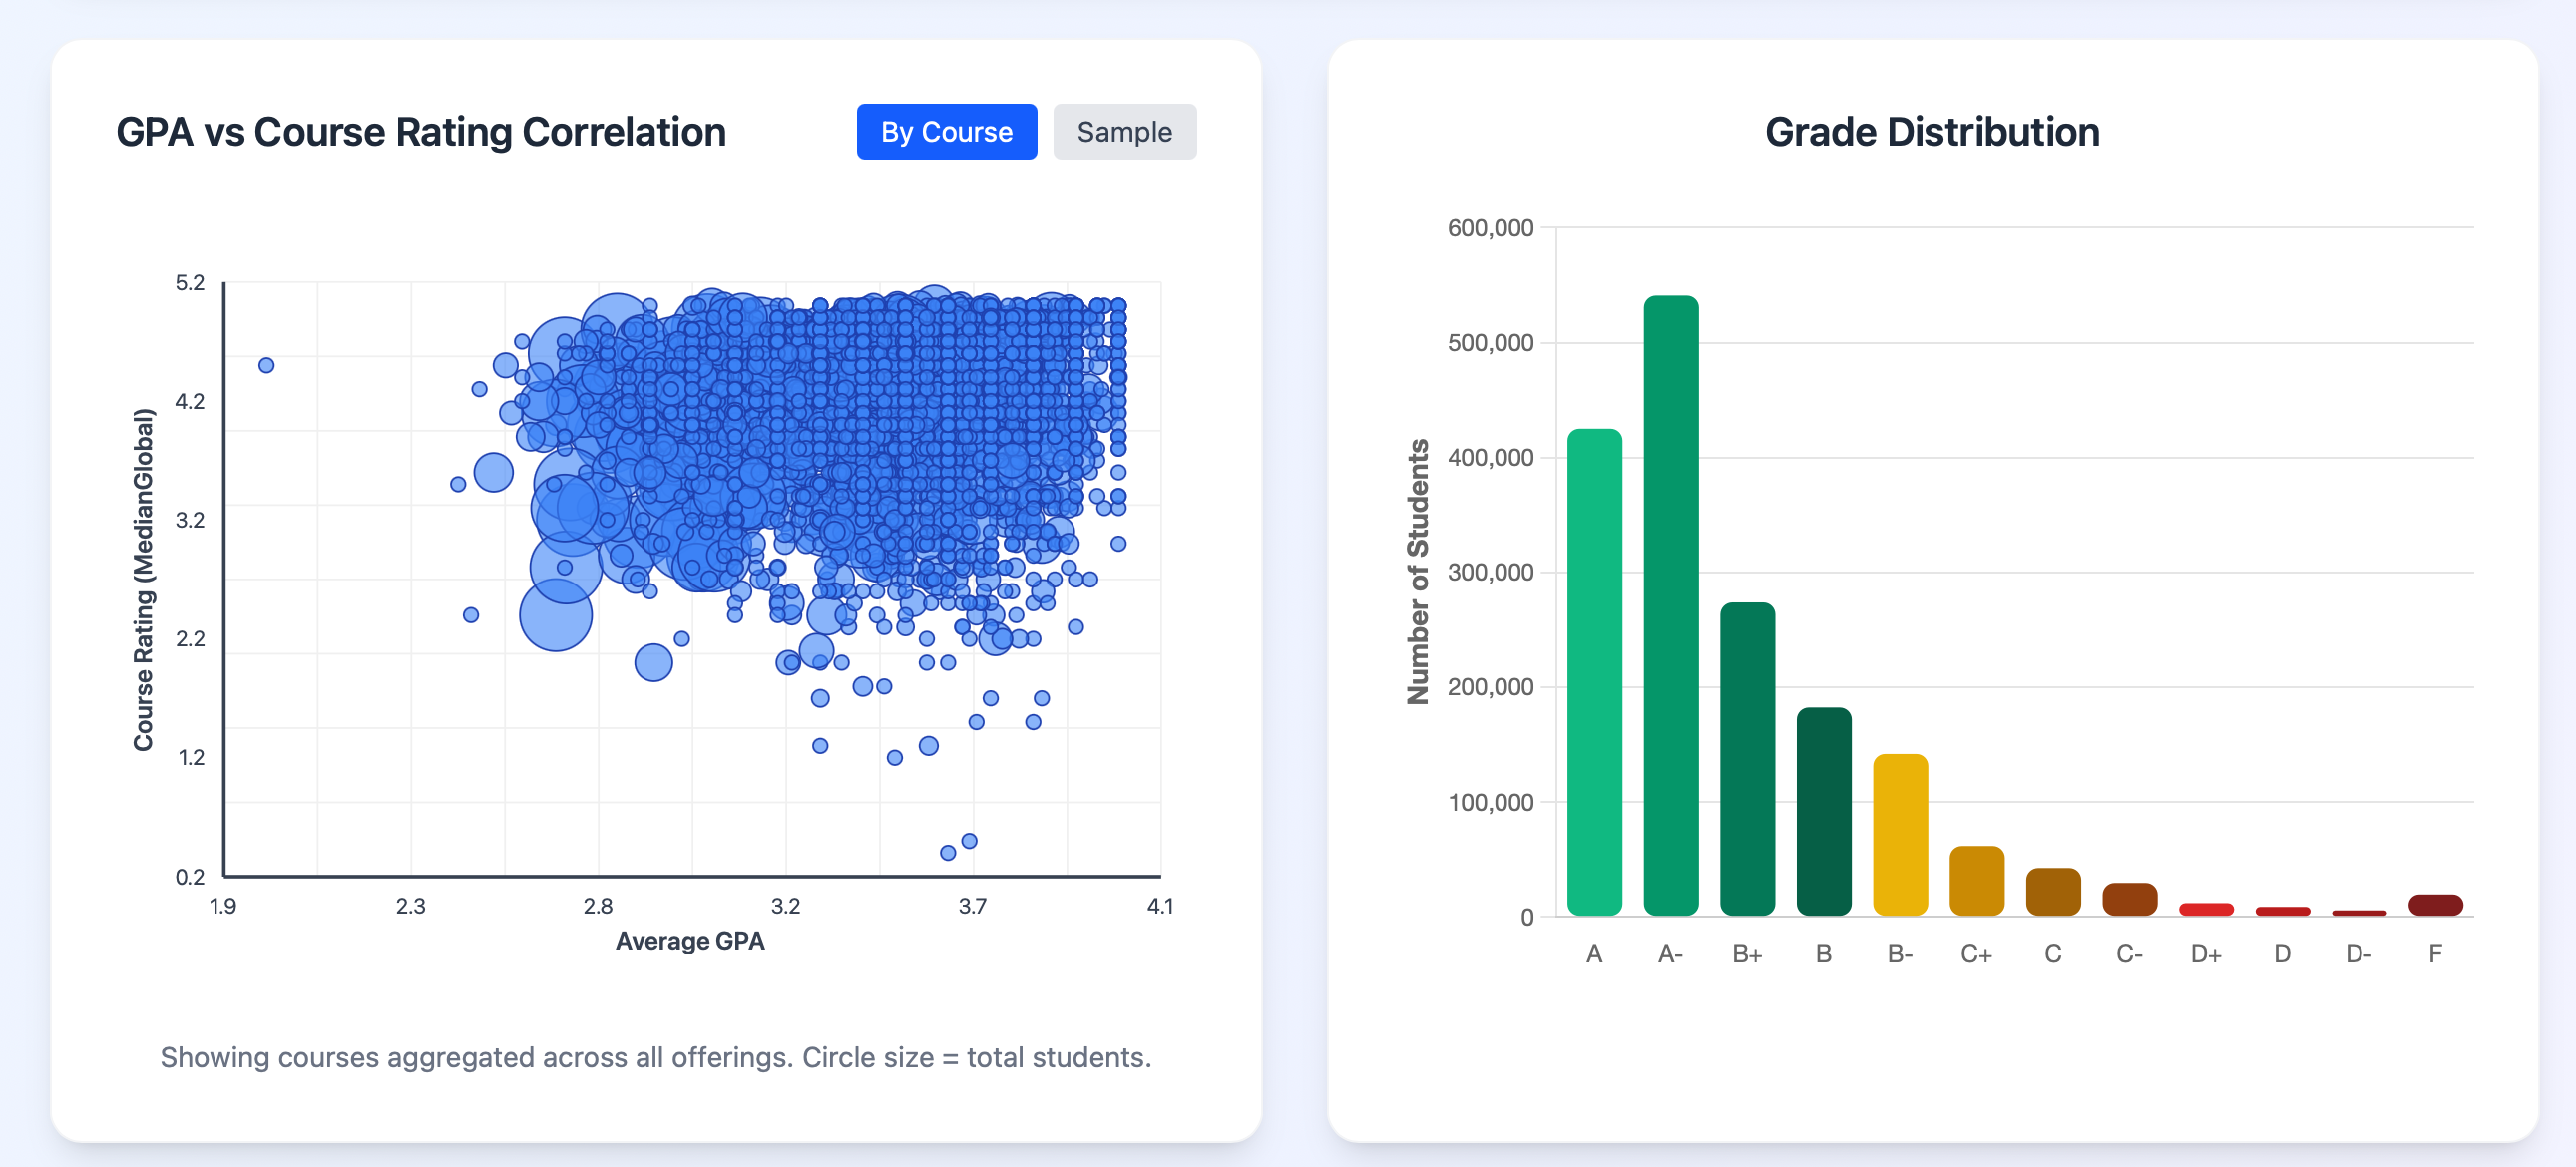 GPA vs Course Rating Correlation
By Course
Sample
Course Rating (MedianGlobal)
5.2
4.2
3.2
2.2
1.2
0.2
1.9
2.3
2.8
3.2
3.7
4.1
Average GPA
Showing courses aggregated across all offerings. Circle size = total students.
Grade Distribution
Number of Students
600,000
500,000
400,000
300,000
200,000
100,000
0
A
A-
B+
B
B-
C+
C
C-
D+
D
D-
F